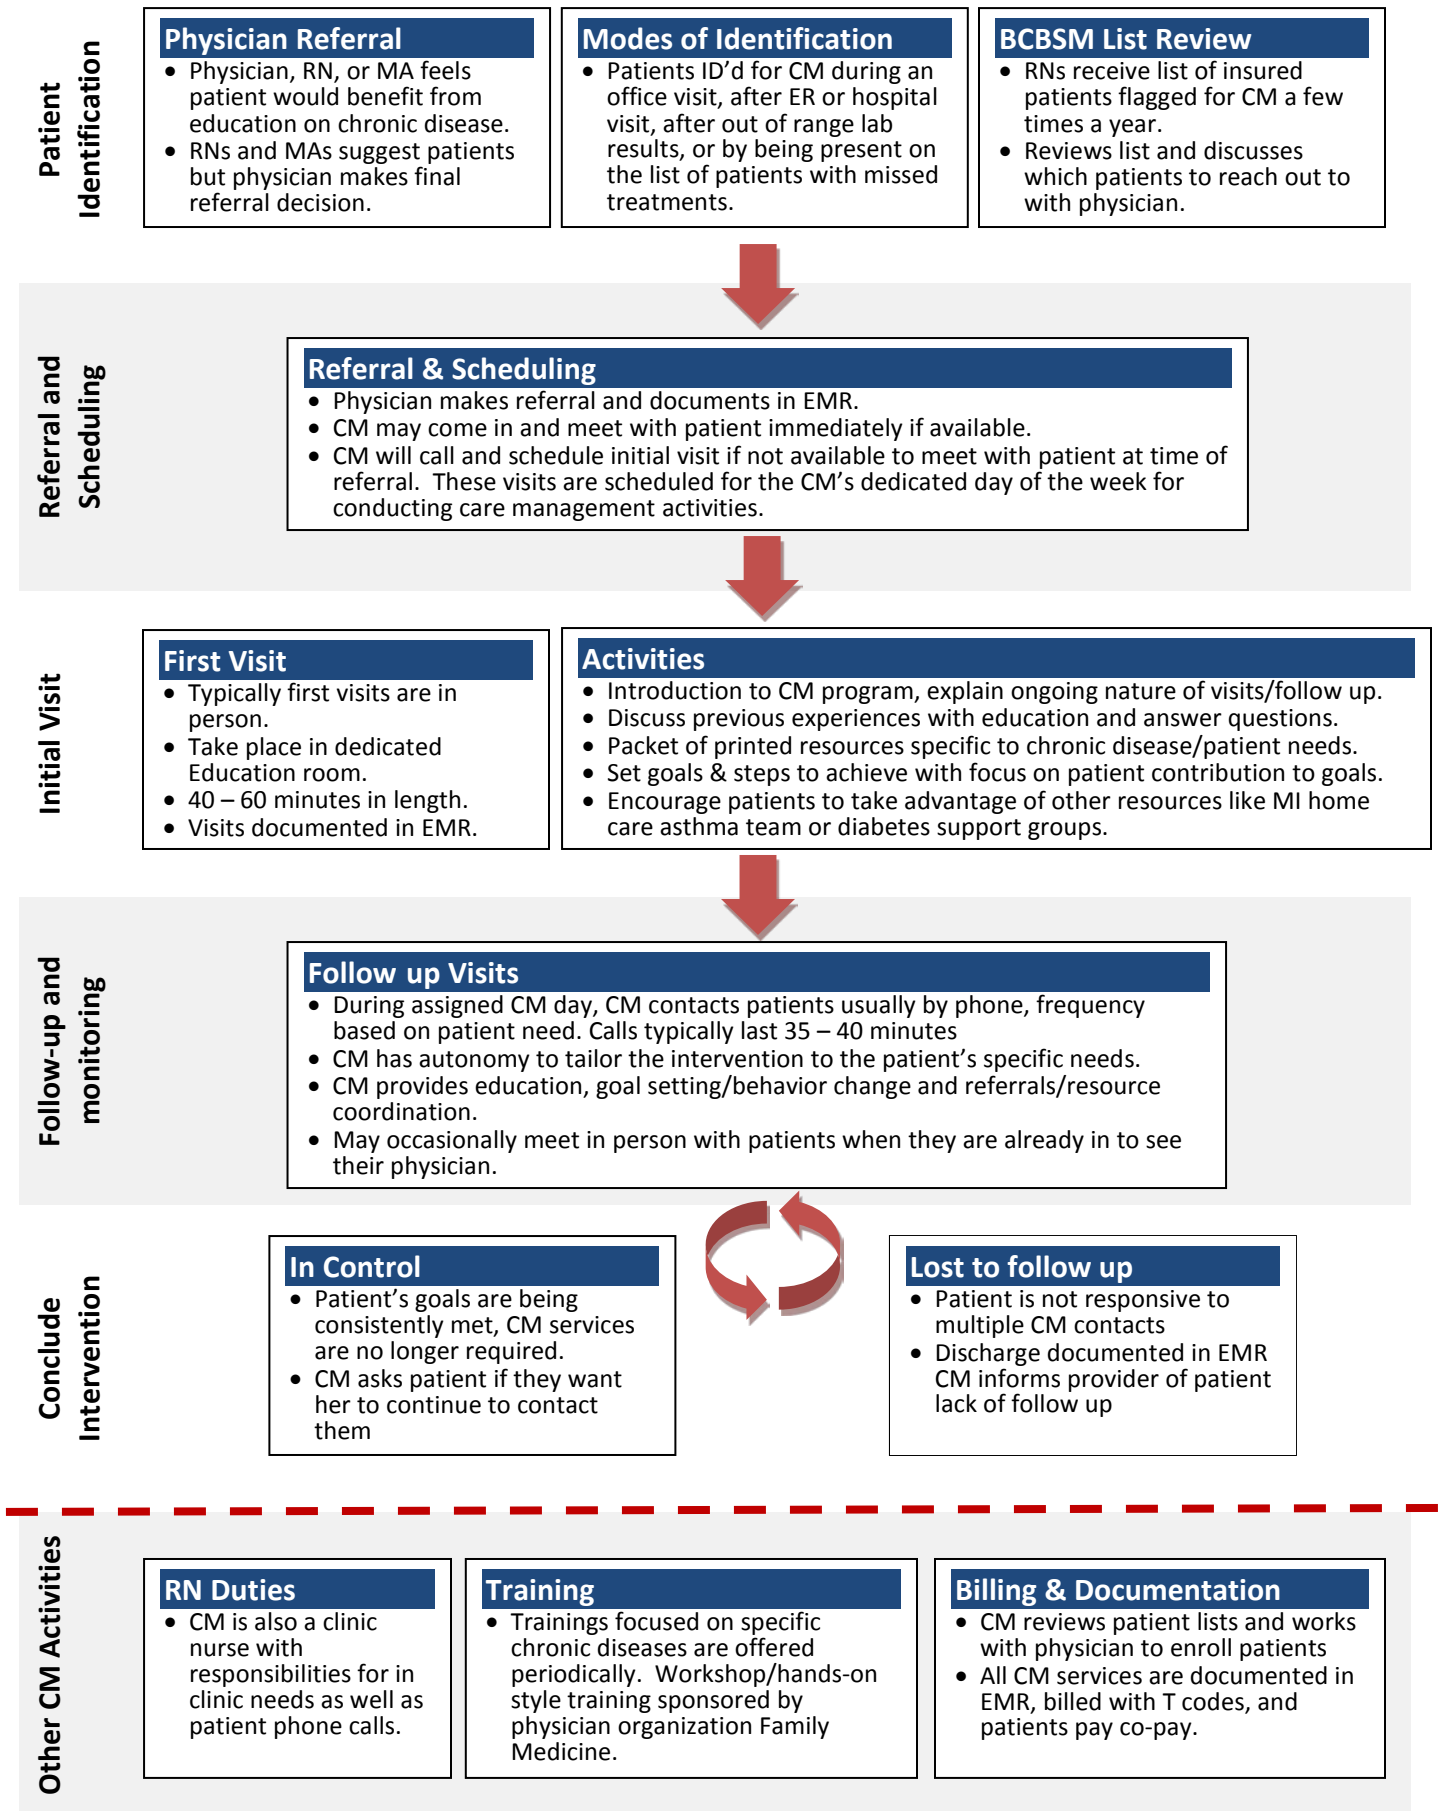 Patient
Identification
Physician Referral
• Physician, RN, or MA feels
patient would benefit from
education on chronic disease.
• RNs and MAs suggest patients
but physician makes final
referral decision.
Modes of Identification
• Patients ID'd for CM during an
office visit, after ER or hospital
visit, after out of range lab
results, or by being present on
the list of patients with missed
treatments.
BCBSM List Review
• RNs receive list of insured
patients flagged for CM a few
times a year.
• Reviews list and discusses
which patients to reach out to
with physician.
Referral and
Scheduling
Referral & Scheduling
• Physician makes referral and documents in EMR.
• CM may come in and meet with patient immediately if available.
• CM will call and schedule initial visit if not available to meet with patient at time of
referral.  These visits are scheduled for the CM's dedicated day of the week for
conducting care management activities.
Initial Visit
First Visit
• Typically first visits are in
person.
• Take place in dedicated
Education room.
• 40 – 60 minutes in length.
• Visits documented in EMR.
Activities
• Introduction to CM program, explain ongoing nature of visits/follow up.
• Discuss previous experiences with education and answer questions.
• Packet of printed resources specific to chronic disease/patient needs.
• Set goals & steps to achieve with focus on patient contribution to goals.
• Encourage patients to take advantage of other resources like MI home
care asthma team or diabetes support groups.
Follow-up and
monitoring
Follow up Visits
• During assigned CM day, CM contacts patients usually by phone, frequency
based on patient need. Calls typically last 35 – 40 minutes
• CM has autonomy to tailor the intervention to the patient's specific needs.
• CM provides education, goal setting/behavior change and referrals/resource
coordination.
• May occasionally meet in person with patients when they are already in to see
their physician.
Conclude
Intervention
In Control
• Patient's goals are being
consistently met, CM services
are no longer required.
• CM asks patient if they want
her to continue to contact
them
Lost to follow up
• Patient is not responsive to
multiple CM contacts
• Discharge documented in EMR
CM informs provider of patient
lack of follow up
Other CM Activities
RN Duties
• CM is also a clinic
nurse with
responsibilities for in
clinic needs as well as
patient phone calls.
Training
• Trainings focused on specific
chronic diseases are offered
periodically.  Workshop/hands-on
style training sponsored by
physician organization Family
Medicine.
Billing & Documentation
• CM reviews patient lists and works
with physician to enroll patients
• All CM services are documented in
EMR, billed with T codes, and
patients pay co-pay.